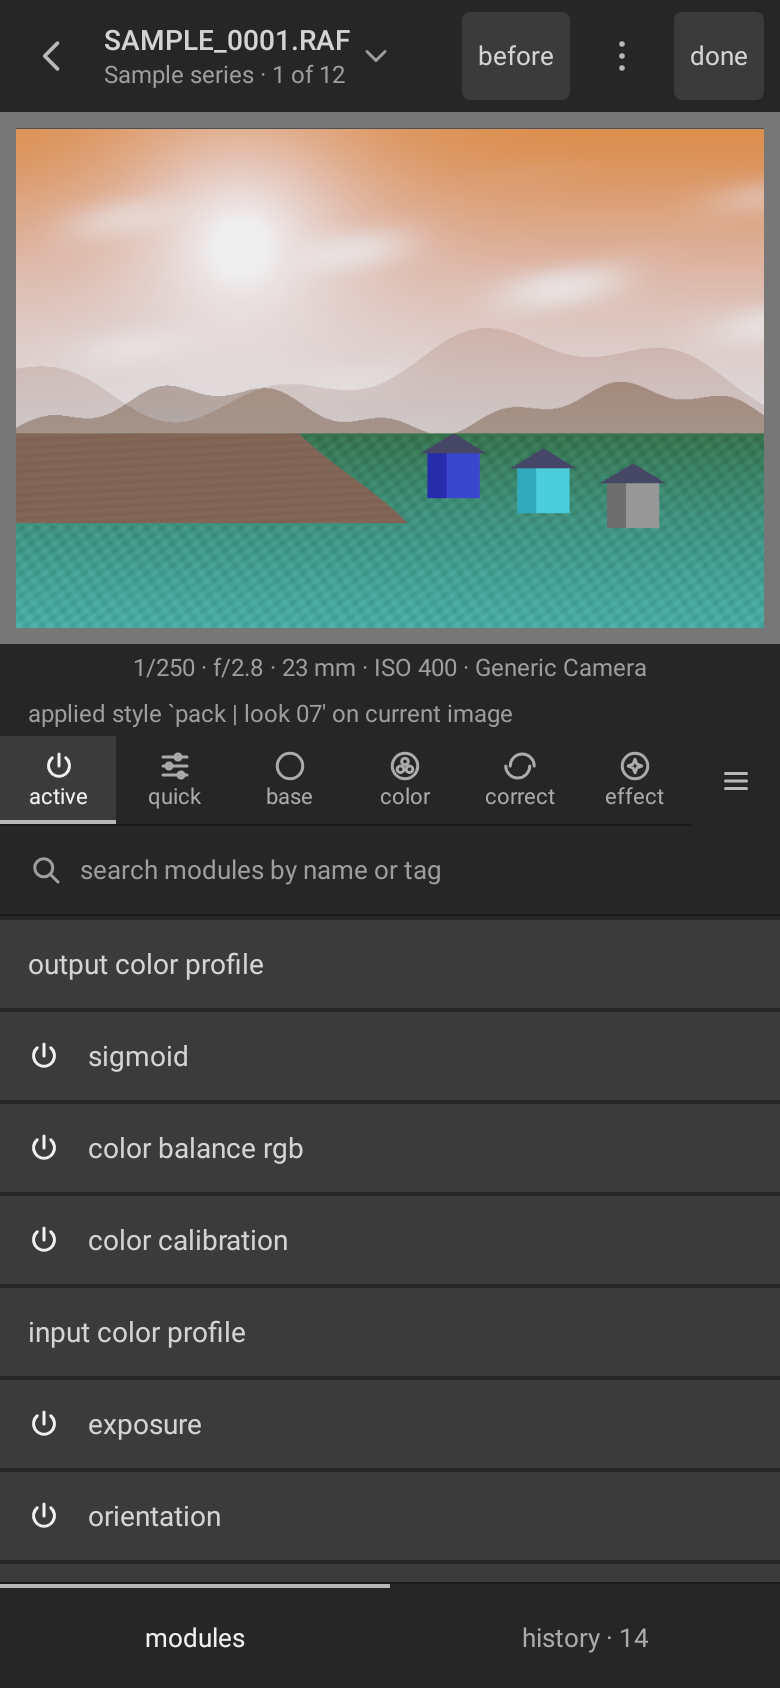 SAMPLE_0001.RAF
Sample series · 1 of 12
before
done
1/250 · f/2.8 · 23 mm · ISO 400 · Generic Camera
applied style `pack | look 07' on current image
active
quick
base
color
correct
effect
search modules by name or tag
output color profile
sigmoid
color balance rgb
color calibration
input color profile
exposure
orientation
modules
history · 14